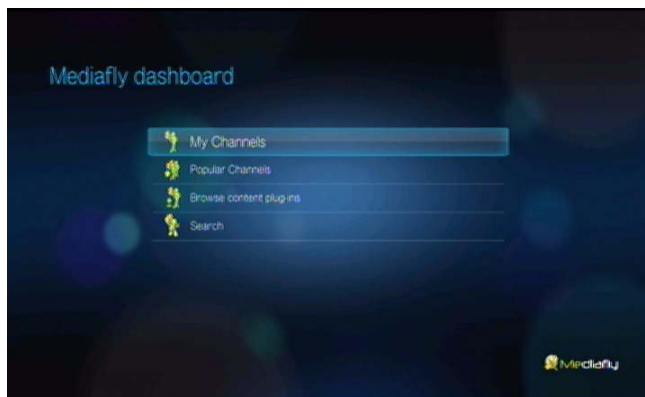 Mediafly dashboard
My Channels
Popular Channels
Browse content plug-ins
Search
Mediafly